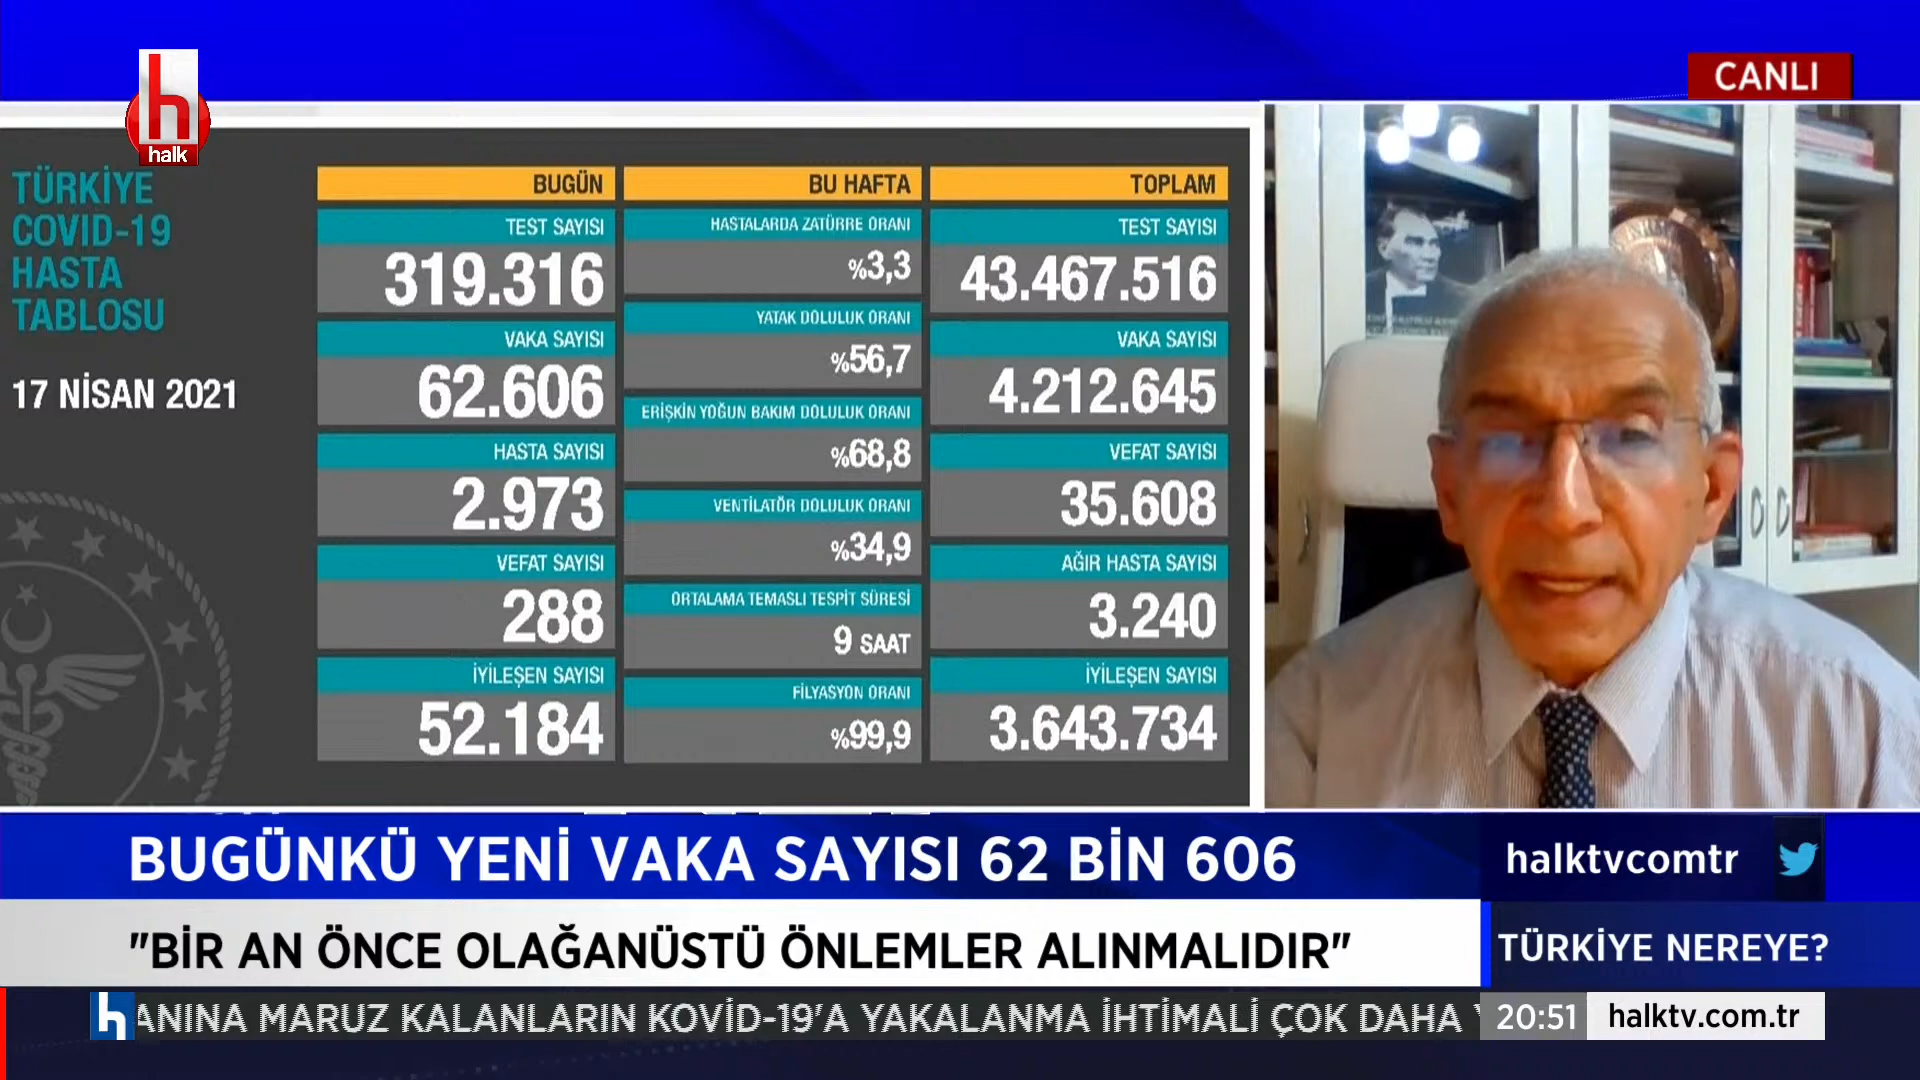 h
halk
CANLI
TÜRKİYE
COVID-19
HASTA
TABLOSU
17 NİSAN 2021
BUGÜN
TEST SAYISI
319.316
VAKA SAYISI
62.606
HASTA SAYISI
2.973
VEFAT SAYISI
288
İYİLEŞEN SAYISI
52.184
BU HAFTA
HASTALARDA ZATÜRRE ORANI
%3,3
YATAK DOLULUK ORANI
%56,7
ERİŞKİN YOĞUN BAKIM DOLULUK ORANI
%68,8
VENTİLATÖR DOLULUK ORANI
%34,9
ORTALAMA TEMASLI TESPİT SÜRESİ
9 SAAT
FİLYASYON ORANI
%99,9
TOPLAM
TEST SAYISI
43.467.516
VAKA SAYISI
4.212.645
VEFAT SAYISI
35.608
AĞIR HASTA SAYISI
3.240
İYİLEŞEN SAYISI
3.643.734
BUGÜNKÜ YENİ VAKA SAYISI 62 BİN 606
halktvcomtr
"BİR AN ÖNCE OLAĞANÜSTÜ ÖNLEMLER ALINMALIDIR"
TÜRKİYE NEREYE?
h ANINA MARUZ KALANLARIN KOVİD-19'A YAKALANMA İHTİMALİ ÇOK DAHA
20:51 halktv.com.tr